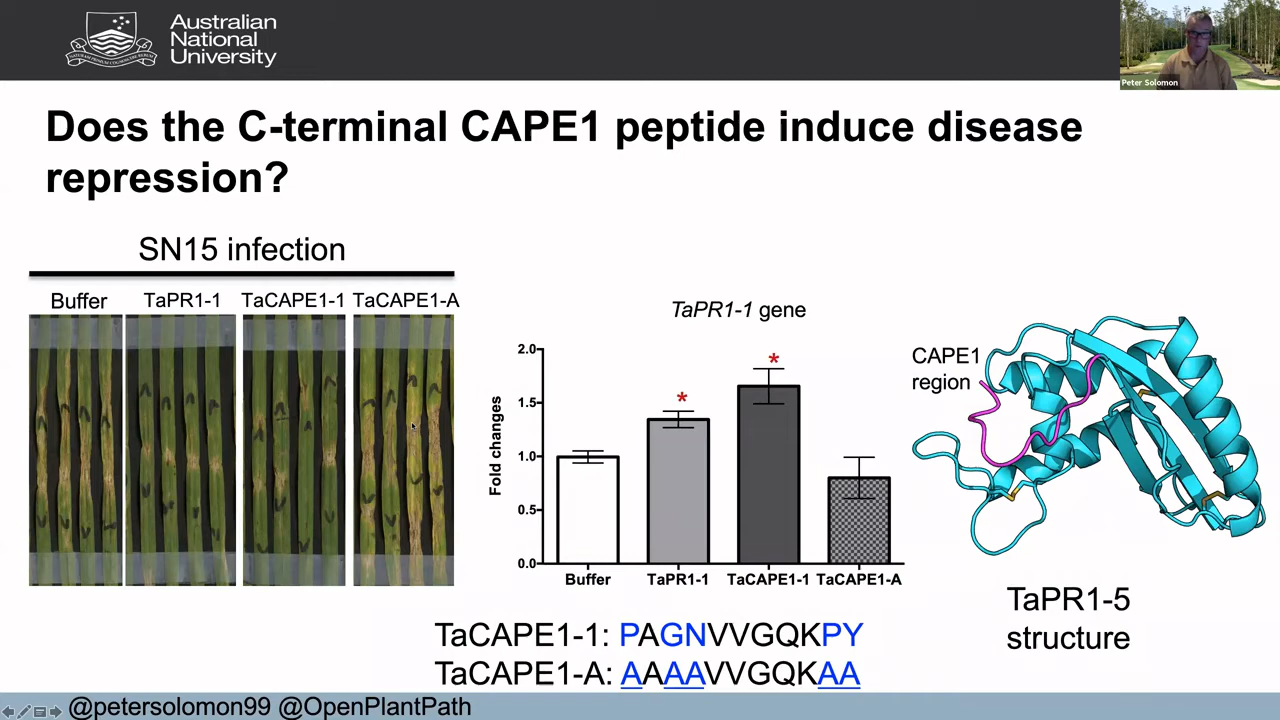 Australian
National
University
Peter Solomon
Does the C-terminal CAPE1 peptide induce disease
repression?
SN15 infection
Buffer TaPR1-1 TaCAPE1-1 TaCAPE1-A
TaPR1-1 gene
2.0
1.5
1.0
0.5
0.0
Fold changes
*
*
Buffer TaPR1-1 TaCAPE1-1 TaCAPE1-A
CAPE1
region
TaPR1-5
structure
TaCAPE1-1: PAGNVVGQKPY
TaCAPE1-A: AAAAVVGQKAA
@petersolomon99 @OpenPlantPath